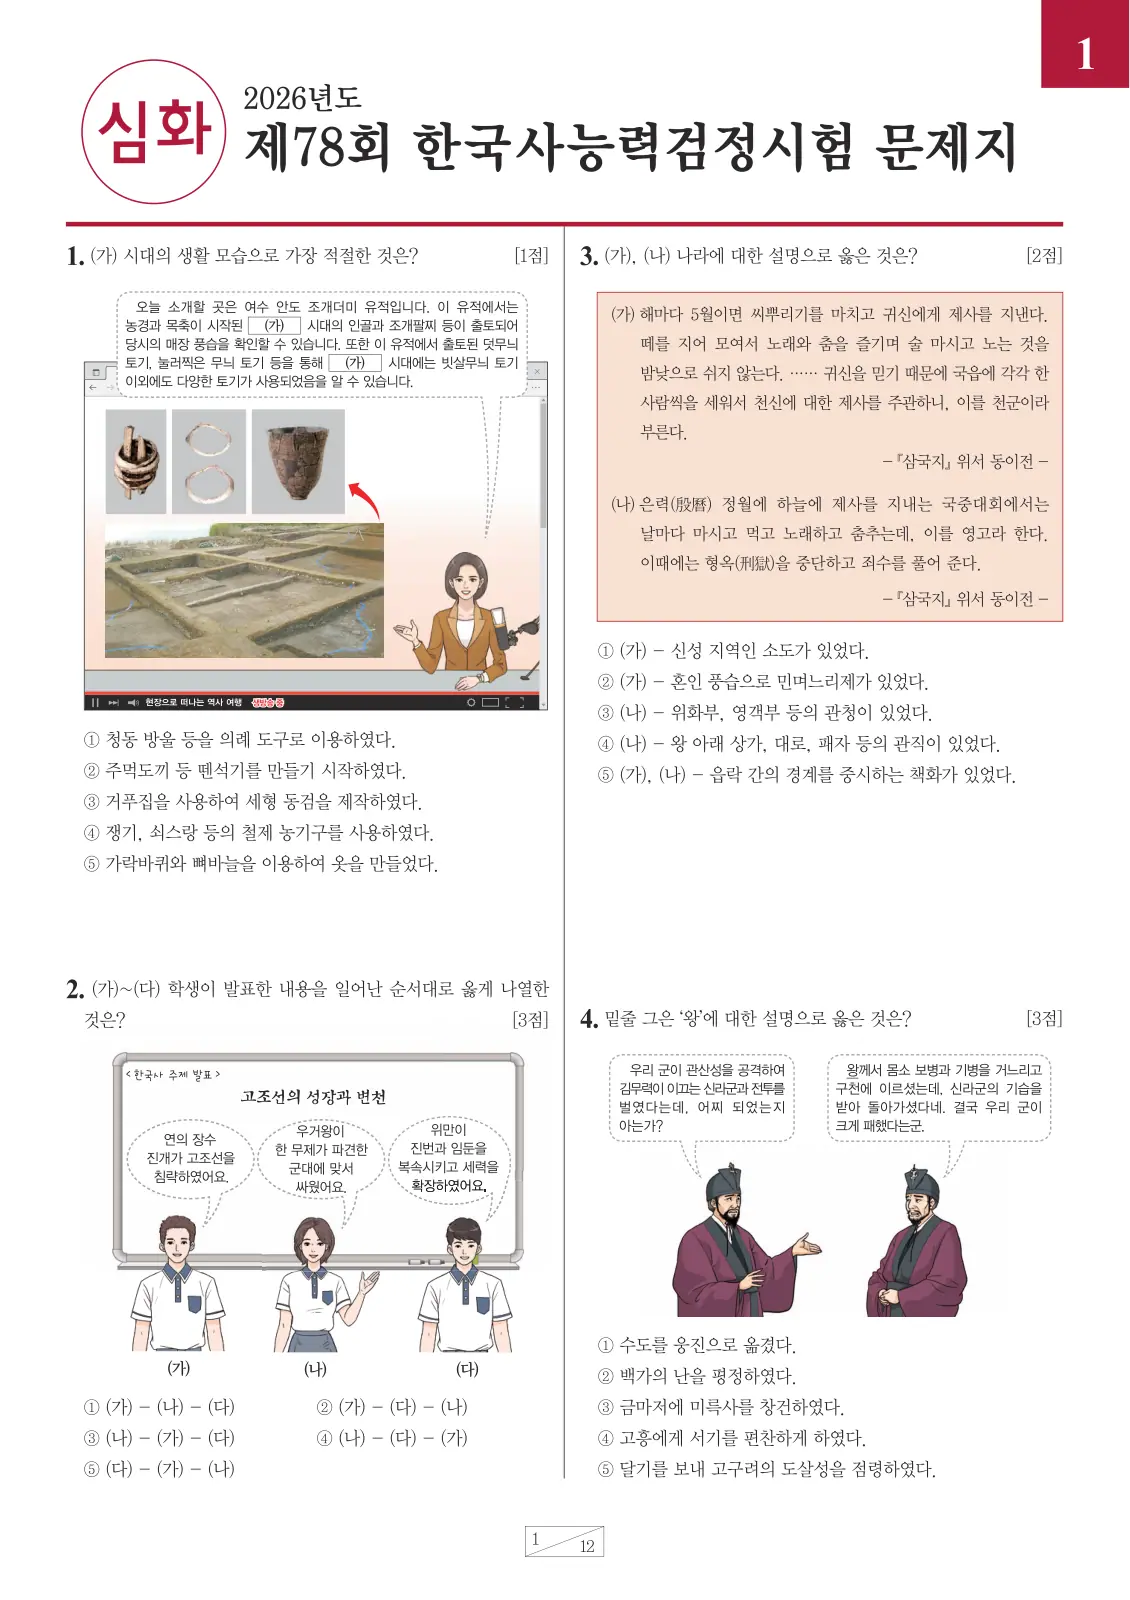 1
심화
2026년도
제78회 한국사능력검정시험 문제지
1. (가) 시대의 생활 모습으로 가장 적절한 것은? [1점]
오늘 소개할 곳은 여수 안도 조개더미 유적입니다. 이 유적에서는
농경과 목축이 시작된 (가) 시대의 인골과 조개팔찌 등이 출토되어
당시의 매장 풍습을 확인할 수 있습니다. 또한 이 유적에서 출토된 덧무늬
토기, 눌러찍은 무늬 토기 등을 통해 (가) 시대에는 빗살무늬 토기
이외에도 다양한 토기가 사용되었음을 알 수 있습니다.
현장으로 떠나는 역사 여행 생방송 중
① 청동 방울 등을 의례 도구로 이용하였다.
② 주먹도끼 등 뗀석기를 만들기 시작하였다.
③ 거푸집을 사용하여 세형 동검을 제작하였다.
④ 쟁기, 쇠스랑 등의 철제 농기구를 사용하였다.
⑤ 가락바퀴와 뼈바늘을 이용하여 옷을 만들었다.
2. (가)~(다) 학생이 발표한 내용을 일어난 순서대로 옳게 나열한
것은? [3점]
<한국사 주제 발표>
고조선의 성장과 변천
연의 장수
진개가 고조선을
침략하였어요.
우거왕이
한 무제가 파견한
군대에 맞서
싸웠어요.
위만이
진번과 임둔을
복속시키고 세력을
확장하였어요.
(가) (나) (다)
① (가) - (나) - (다) ② (가) - (다) - (나)
③ (나) - (가) - (다) ④ (나) - (다) - (가)
⑤ (다) - (가) - (나)
3. (가), (나) 나라에 대한 설명으로 옳은 것은? [2점]
(가) 해마다 5월이면 씨뿌리기를 마치고 귀신에게 제사를 지낸다.
떼를 지어 모여서 노래와 춤을 즐기며 술 마시고 노는 것을
밤낮으로 쉬지 않는다. …… 귀신을 믿기 때문에 국읍에 각각 한
사람씩을 세워서 천신에 대한 제사를 주관하니, 이를 천군이라
부른다.
-『삼국지』 위서 동이전 -
(나) 은력(殷曆) 정월에 하늘에 제사를 지내는 국중대회에서는
날마다 마시고 먹고 노래하고 춤추는데, 이를 영고라 한다.
이때에는 형옥(刑獄)을 중단하고 죄수를 풀어 준다.
-『삼국지』 위서 동이전 -
① (가) - 신성 지역인 소도가 있었다.
② (가) - 혼인 풍습으로 민며느리제가 있었다.
③ (나) - 위화부, 영객부 등의 관청이 있었다.
④ (나) - 왕 아래 상가, 대로, 패자 등의 관직이 있었다.
⑤ (가), (나) - 읍락 간의 경계를 중시하는 책화가 있었다.
4. 밑줄 그은 ‘왕’에 대한 설명으로 옳은 것은? [3점]
우리 군이 관산성을 공격하여
김무력이 이끄는 신라군과 전투를
벌였다는데, 어찌 되었는지
아는가?
왕께서 몸소 보병과 기병을 거느리고
구천에 이르셨는데, 신라군의 기습을
받아 돌아가셨다네. 결국 우리 군이
크게 패했다는군.
① 수도를 웅진으로 옮겼다.
② 백가의 난을 평정하였다.
③ 금마저에 미륵사를 창건하였다.
④ 고흥에게 서기를 편찬하게 하였다.
⑤ 달기를 보내 고구려의 도살성을 점령하였다.
1 12